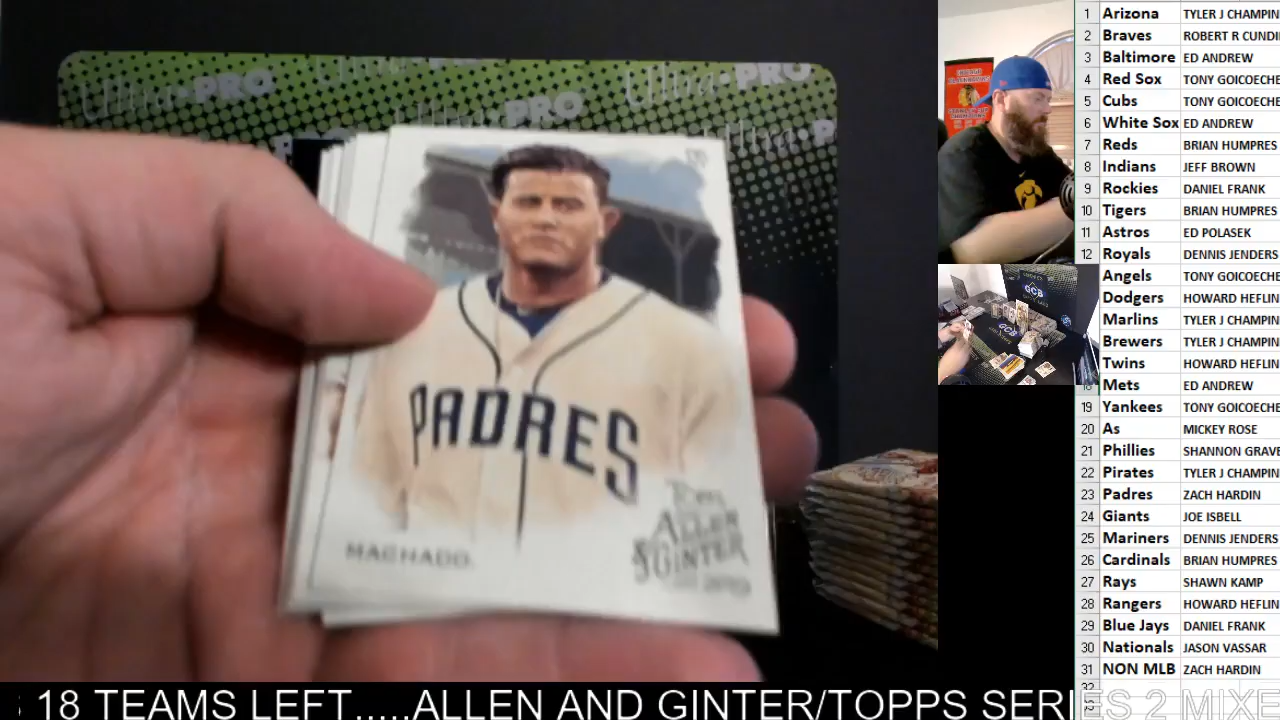 Ultra PRO
PRO
PADRES
MACHADO
Topps
ALLEN
& GINTER
1 Arizona TYLER J CHAMPIN
2 Braves ROBERT R CUNDI
3 Baltimore ED ANDREW
4 Red Sox TONY GOICOECHE
5 Cubs TONY GOICOECHE
6 White Sox ED ANDREW
7 Reds BRIAN HUMPRES
8 Indians JEFF BROWN
9 Rockies DANIEL FRANK
10 Tigers BRIAN HUMPRES
11 Astros ED POLASEK
12 Royals DENNIS JENDERS
Angels TONY GOICOECHE
Dodgers HOWARD HEFLIN
Marlins TYLER J CHAMPIN
Brewers TYLER J CHAMPIN
Twins HOWARD HEFLIN
Mets ED ANDREW
19 Yankees TONY GOICOECHE
20 As MICKEY ROSE
21 Phillies SHANNON GRAVE
22 Pirates TYLER J CHAMPIN
23 Padres ZACH HARDIN
24 Giants JOE ISBELL
25 Mariners DENNIS JENDERS
26 Cardinals BRIAN HUMPRES
27 Rays SHAWN KAMP
28 Rangers HOWARD HEFLIN
29 Blue Jays DANIEL FRANK
30 Nationals JASON VASSAR
31 NON MLB ZACH HARDIN
18 TEAMS LEFT.....ALLEN AND GINTER/TOPPS SERIES 2 MIXE